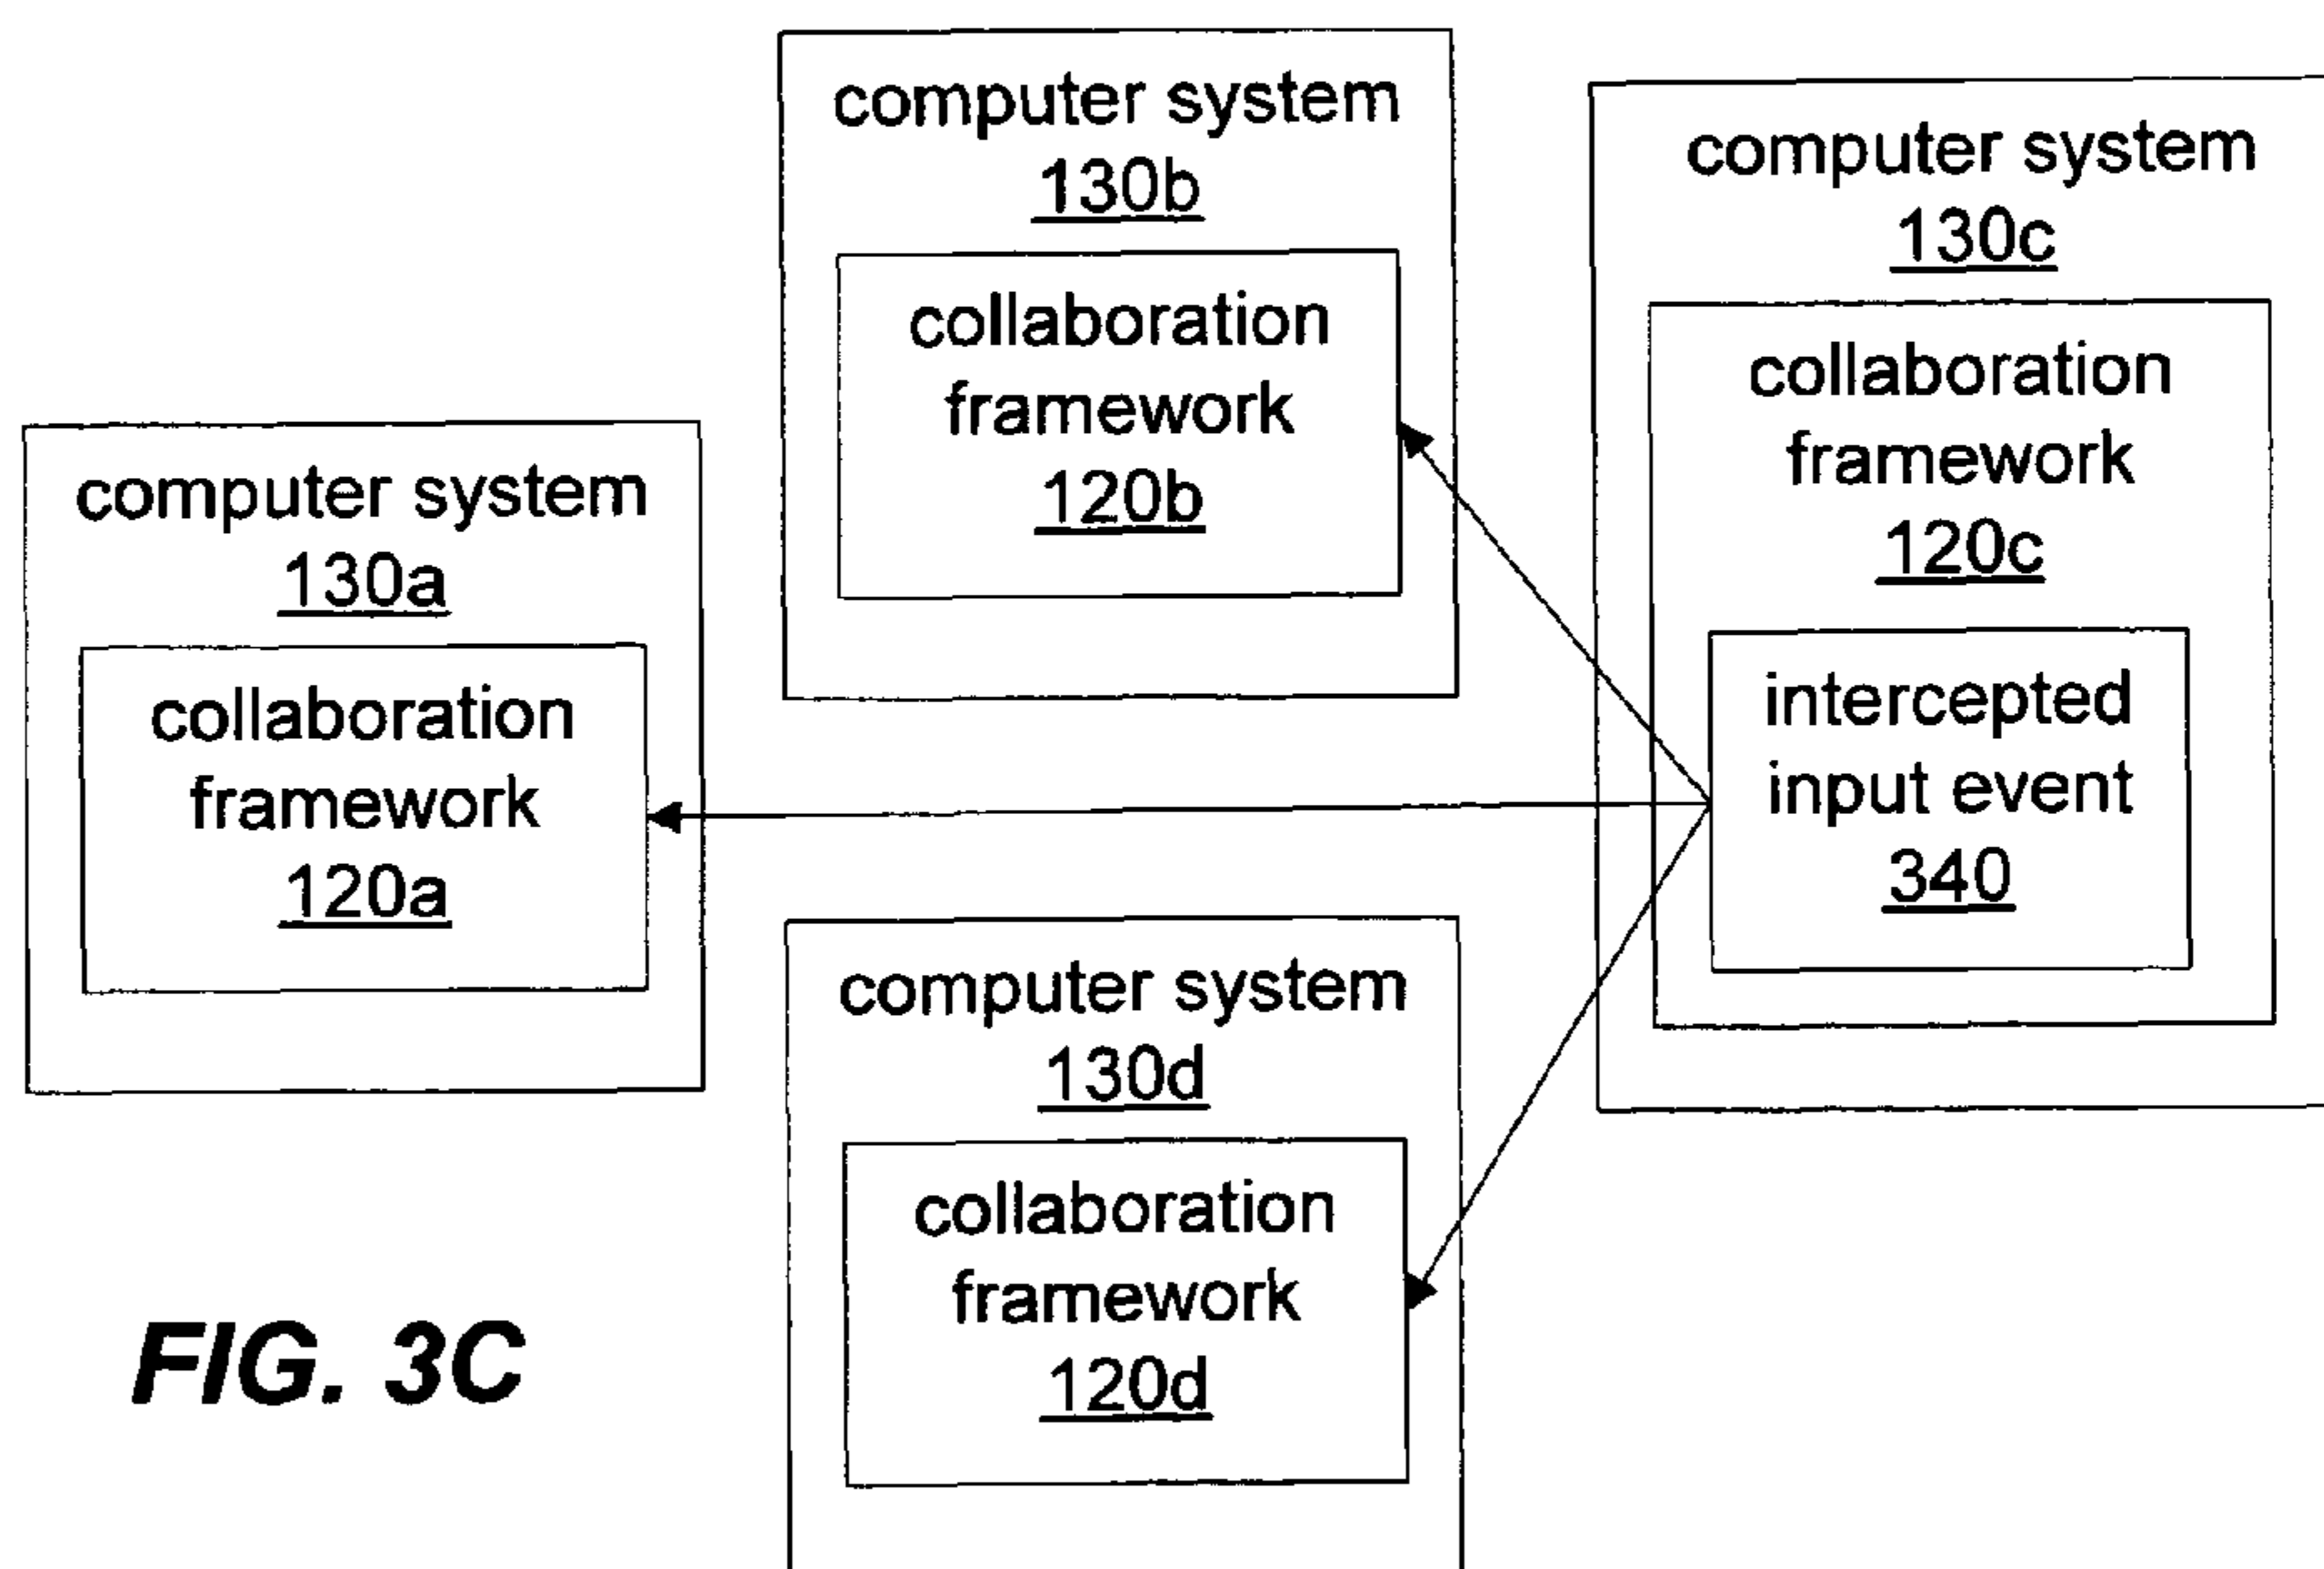 computer system
130a
collaboration
framework
120a
computer system
130b
collaboration
framework
120b
computer system
130c
collaboration
framework
120c
intercepted
input event
340
computer system
130d
collaboration
framework
120d
FIG. 3C